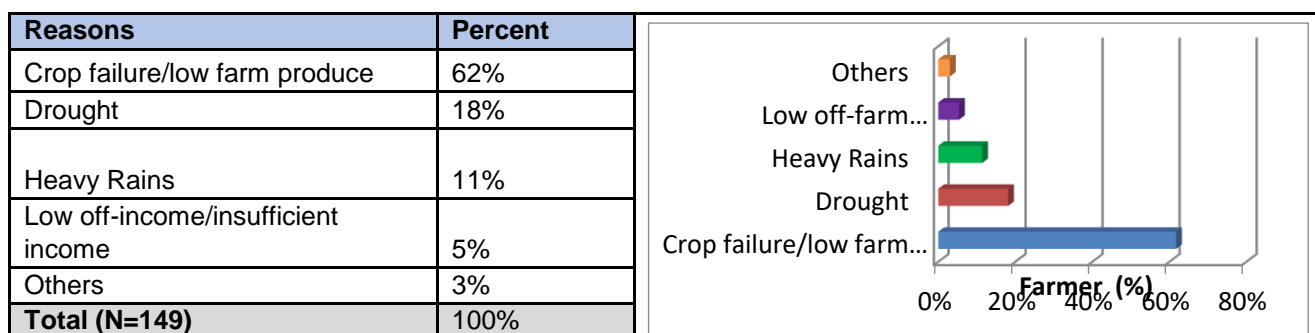 Reasons Percent
Crop failure/low farm produce 62%
Drought 18%
Heavy Rains 11%
Low off-income/insufficient
income 5%
Others 3%
Total (N=149) 100%
Others
Low off-farm...
Heavy Rains
Drought
Crop failure/low farm...
0% 20% 40% 60% 80%
Farmer (%)